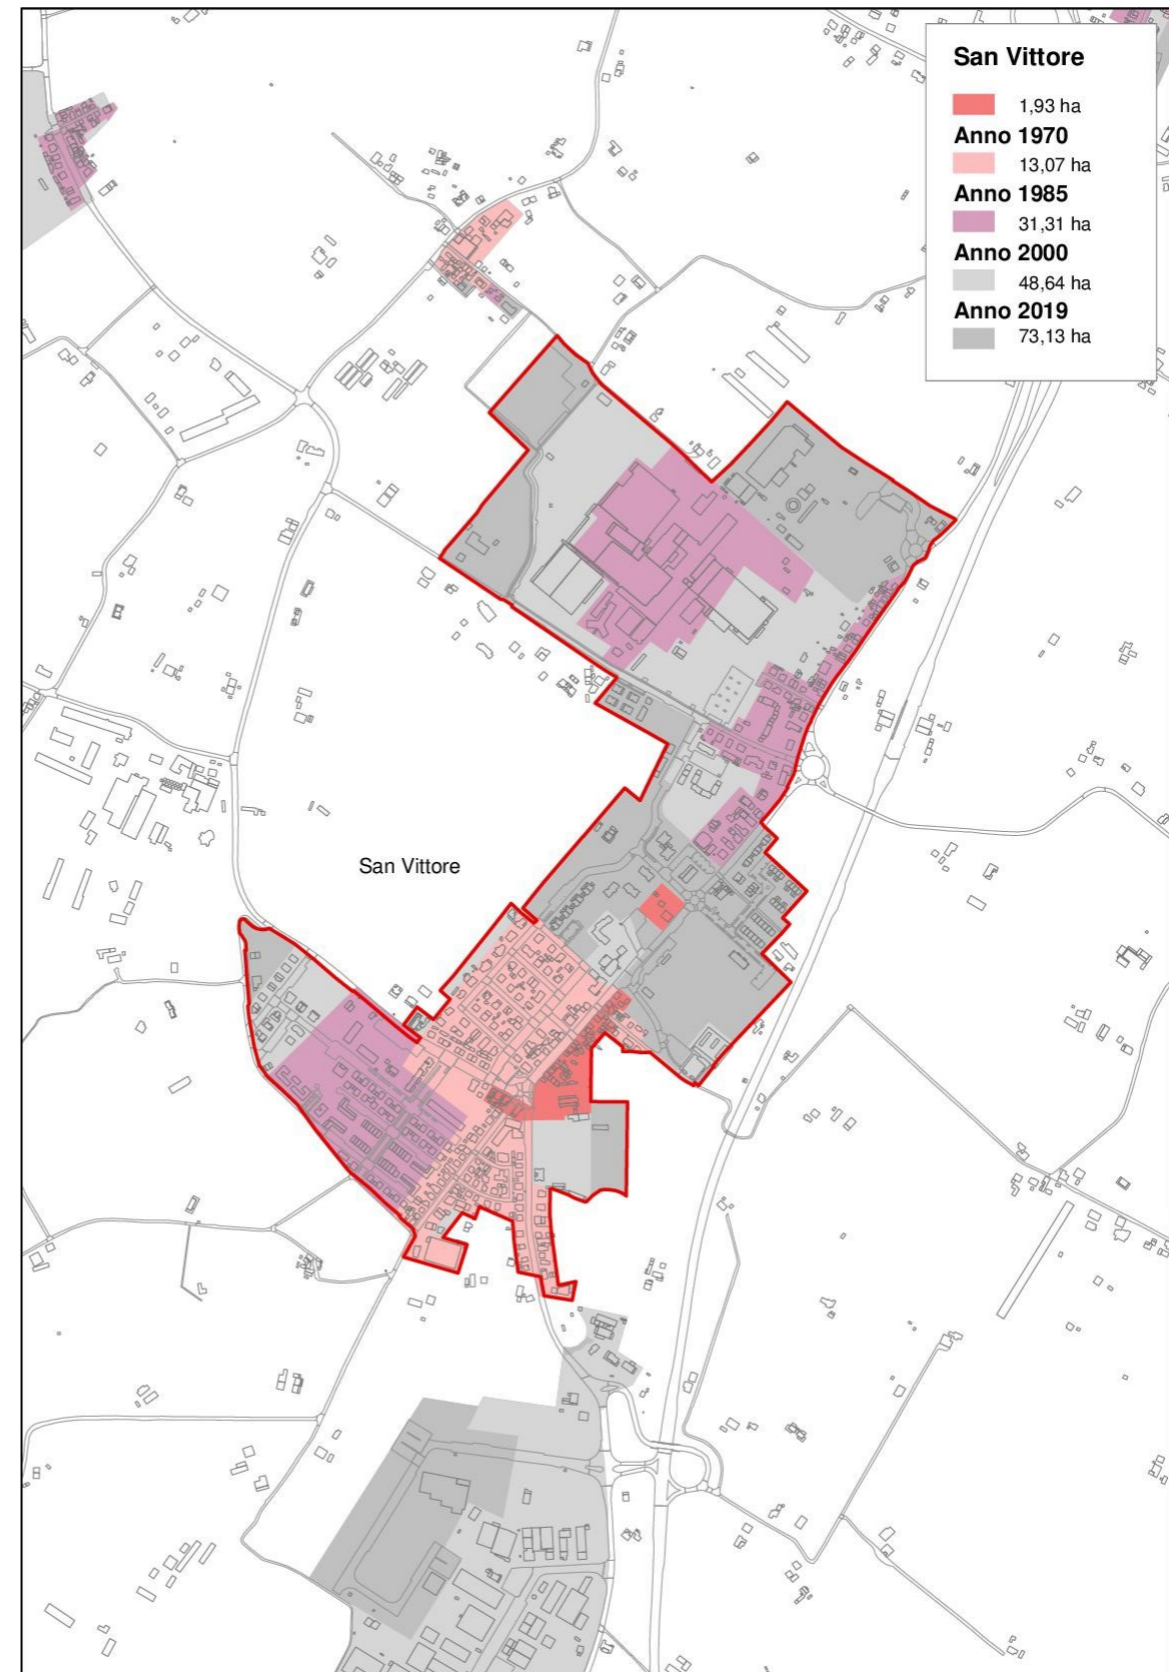 San Vittore
1,93 ha
Anno 1970
13,07 ha
Anno 1985
31,31 ha
Anno 2000
48,64 ha
Anno 2019
73,13 ha
San Vittore